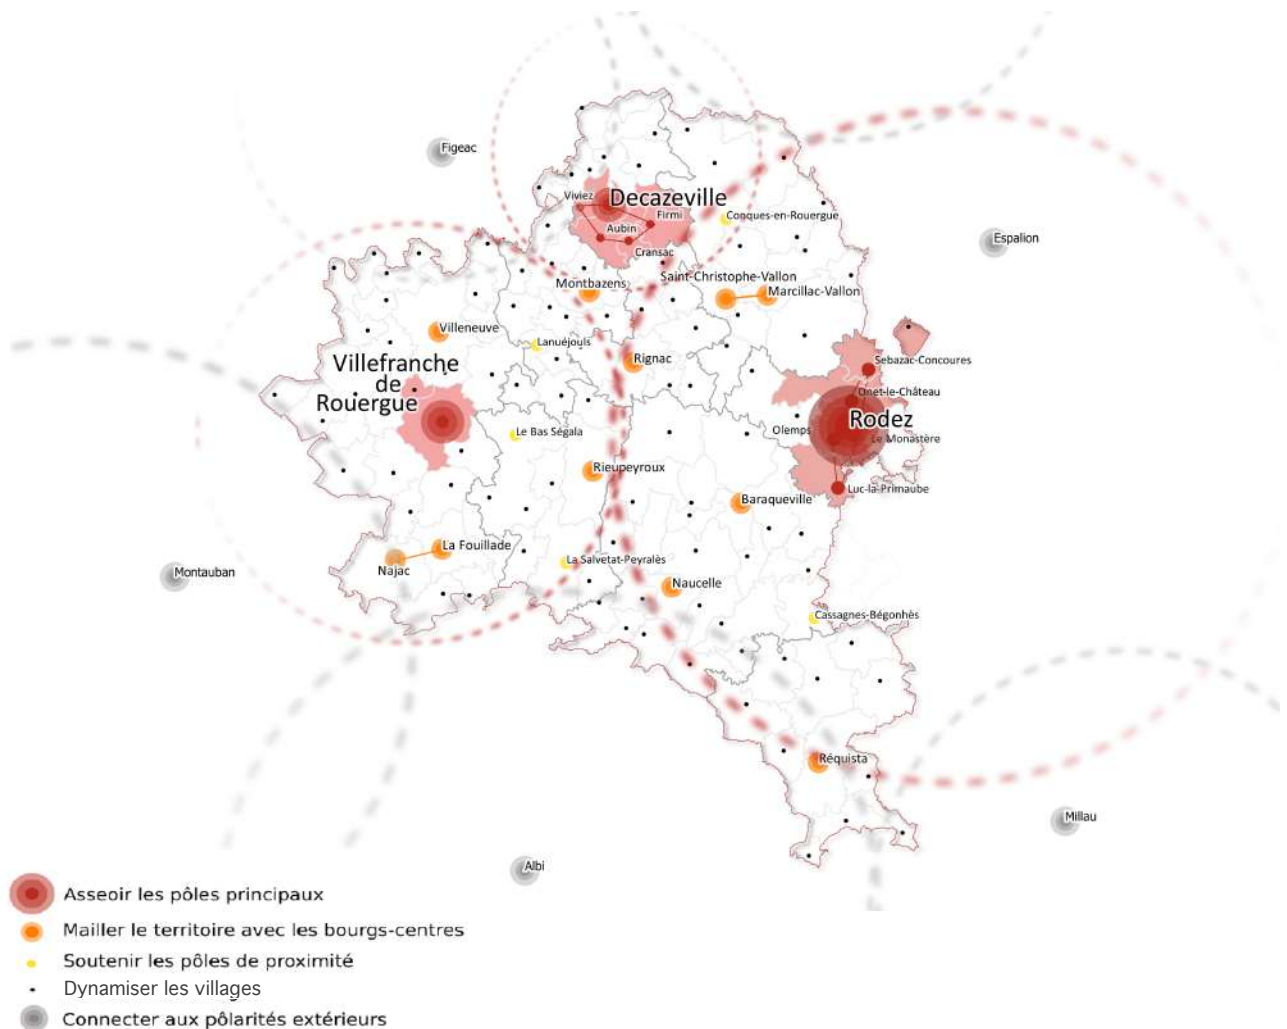 Figeac
Viviez
Decazeville
Firmi
Aubin
Cransac
Conques-en-Rouergue
Espalion
Saint-Christophe-Vallon
Montbazens
Marcillac-Vallon
Villeneuve
Lanuéjouls
Villefranche
de
Rouergue
Rignac
Sebazac-Concoures
Onet-le-Château
Rodez
Olemps
Le Monastère
Le Bas Ségala
Rieupeyroux
Luc-la-Primaube
Baraqueville
La Fouillade
Najac
La Salvetat-Peyralès
Montauban
Naucelle
Cassagnes-Bégonhès
Réquista
Millau
Albi
Asseoir les pôles principaux
Mailler le territoire avec les bourgs-centres
Soutenir les pôles de proximité
Dynamiser les villages
Connecter aux pôlarités extérieurs